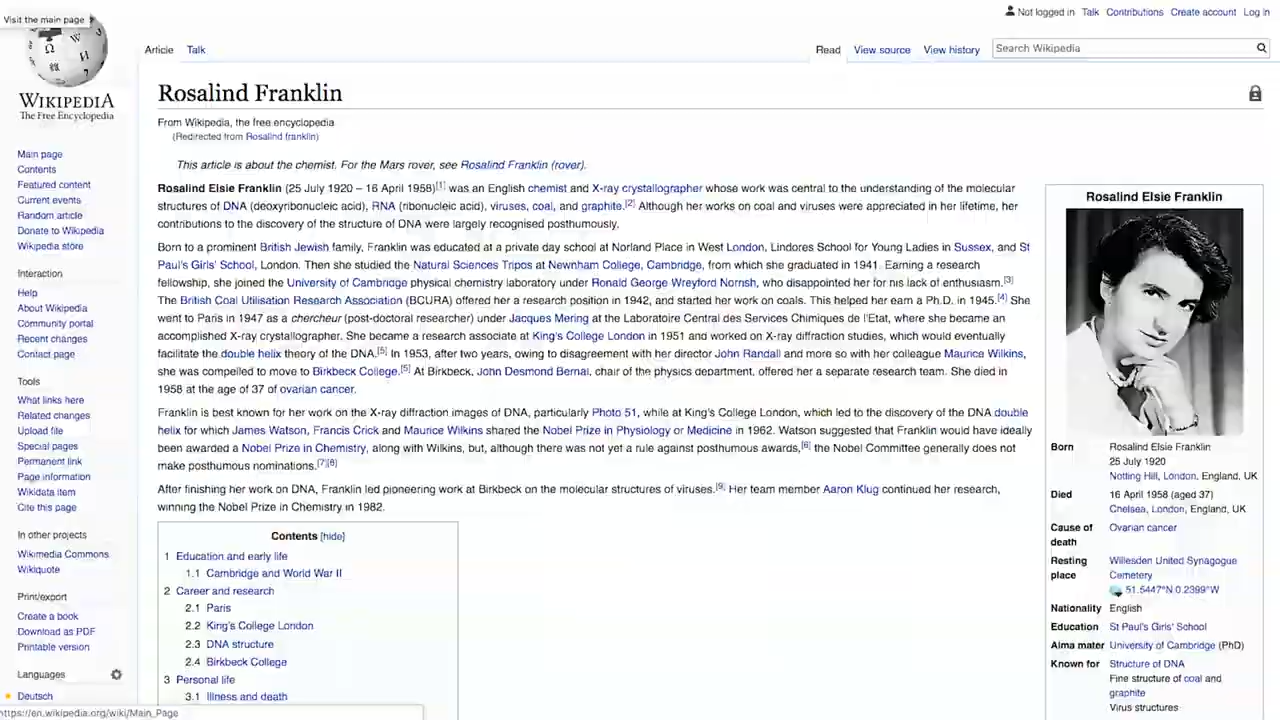 Visit the main page
WIKIPEDIA
The Free Encyclopedia
Main page
Contents
Featured content
Current events
Random article
Donate to Wikipedia
Wikipedia store
Interaction
Help
About Wikipedia
Community portal
Recent changes
Contact page
Tools
What links here
Related changes
Upload file
Special pages
Permanent link
Page information
Wikidata item
Cite this page
In other projects
Wikimedia Commons
Wikiquote
Print/export
Create a book
Download as PDF
Printable version
Languages
Deutsch
https://en.wikipedia.org/wiki/Main_Page
Not logged in Talk Contributions Create account Log in
Article Talk Read View source View history Search Wikipedia
Rosalind Franklin
From Wikipedia, the free encyclopedia
(Redirected from Rosalind franklin)
This article is about the chemist. For the Mars rover, see Rosalind Franklin (rover).
Rosalind Elsie Franklin (25 July 1920 – 16 April 1958)[1] was an English chemist and X-ray crystallographer whose work was central to the understanding of the molecular
structures of DNA (deoxyribonucleic acid), RNA (ribonucleic acid), viruses, coal, and graphite.[2] Although her works on coal and viruses were appreciated in her lifetime, her
contributions to the discovery of the structure of DNA were largely recognised posthumously.
Born to a prominent British Jewish family, Franklin was educated at a private day school at Norland Place in West London, Lindores School for Young Ladies in Sussex, and St
Paul's Girls' School, London. Then she studied the Natural Sciences Tripos at Newnham College, Cambridge, from which she graduated in 1941. Earning a research
fellowship, she joined the University of Cambridge physical chemistry laboratory under Ronald George Wreyford Norrish, who disappointed her for his lack of enthusiasm.[3]
The British Coal Utilisation Research Association (BCURA) offered her a research position in 1942, and started her work on coals. This helped her earn a Ph.D. in 1945.[4] She
went to Paris in 1947 as a chercheur (post-doctoral researcher) under Jacques Mering at the Laboratoire Central des Services Chimiques de l'Etat, where she became an
accomplished X-ray crystallographer. She became a research associate at King's College London in 1951 and worked on X-ray diffraction studies, which would eventually
facilitate the double helix theory of the DNA.[5] In 1953, after two years, owing to disagreement with her director John Randall and more so with her colleague Maurice Wilkins,
she was compelled to move to Birkbeck College.[5] At Birkbeck, John Desmond Bernal, chair of the physics department, offered her a separate research team. She died in
1958 at the age of 37 of ovarian cancer.
Franklin is best known for her work on the X-ray diffraction images of DNA, particularly Photo 51, while at King's College London, which led to the discovery of the DNA double
helix for which James Watson, Francis Crick and Maurice Wilkins shared the Nobel Prize in Physiology or Medicine in 1962. Watson suggested that Franklin would have ideally
been awarded a Nobel Prize in Chemistry, along with Wilkins, but, although there was not yet a rule against posthumous awards,[6] the Nobel Committee generally does not
make posthumous nominations.[7][8]
After finishing her work on DNA, Franklin led pioneering work at Birkbeck on the molecular structures of viruses.[9] Her team member Aaron Klug continued her research,
winning the Nobel Prize in Chemistry in 1982.
Contents [hide]
1 Education and early life
1.1 Cambridge and World War II
2 Career and research
2.1 Paris
2.2 King's College London
2.3 DNA structure
2.4 Birkbeck College
3 Personal life
3.1 Illness and death
Rosalind Elsie Franklin
Born Rosalind Elsie Franklin
25 July 1920
Notting Hill, London, England, UK
Died 16 April 1958 (aged 37)
Chelsea, London, England, UK
Cause of Ovarian cancer
death
Resting Willesden United Synagogue
place Cemetery
51.5447°N 0.2399°W
Nationality English
Education St Paul's Girls' School
Alma mater University of Cambridge (PhD)
Known for Structure of DNA
Fine structure of coal and
graphite
Virus structures